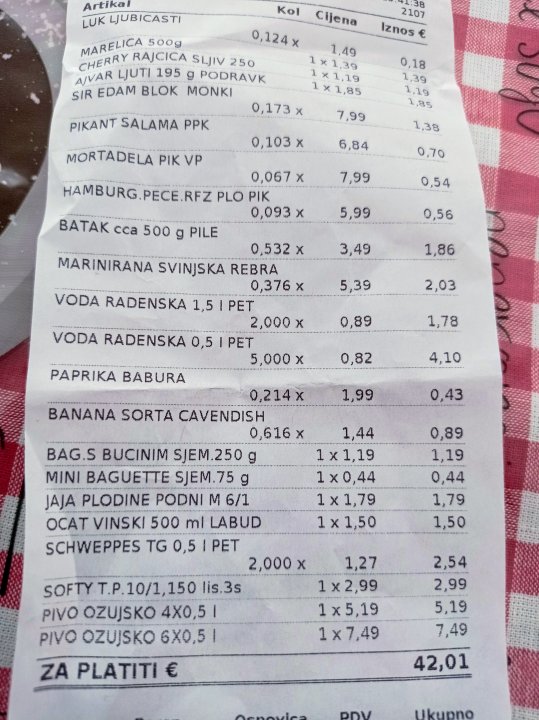 41:38
2107
Artikal Kol Cijena Iznos €
LUK LJUBICASTI
0,124 x 1,49 0,18
MARELICA 500g 1 x 1,39 1,39
CHERRY RAJCICA SLJIV 250 1 x 1,19 1,19
AJVAR LJUTI 195 g PODRAVK 1 x 1,85 1,85
SIR EDAM BLOK MONKI
0,173 x 7,99 1,38
PIKANT SALAMA PPK
0,103 x 6,84 0,70
MORTADELA PIK VP
0,067 x 7,99 0,54
HAMBURG.PECE.RFZ PLO PIK
0,093 x 5,99 0,56
BATAK cca 500 g PILE
0,532 x 3,49 1,86
MARINIRANA SVINJSKA REBRA
0,376 x 5,39 2,03
VODA RADENSKA 1,5 l PET
2,000 x 0,89 1,78
VODA RADENSKA 0,5 l PET
5,000 x 0,82 4,10
PAPRIKA BABURA
0,214 x 1,99 0,43
BANANA SORTA CAVENDISH
0,616 x 1,44 0,89
BAG.S BUCINIM SJEM.250 g 1 x 1,19 1,19
MINI BAGUETTE SJEM.75 g 1 x 0,44 0,44
JAJA PLODINE PODNI M 6/1 1 x 1,79 1,79
OCAT VINSKI 500 ml LABUD 1 x 1,50 1,50
SCHWEPPES TG 0,5 l PET
2,000 x 1,27 2,54
SOFTY T.P.10/1,150 lis.3s 1 x 2,99 2,99
PIVO OZUJSKO 4X0,5 l 1 x 5,19 5,19
PIVO OZUJSKO 6X0,5 l 1 x 7,49 7,49
ZA PLATITI € 42,01
Osnovica PDV Ukupno